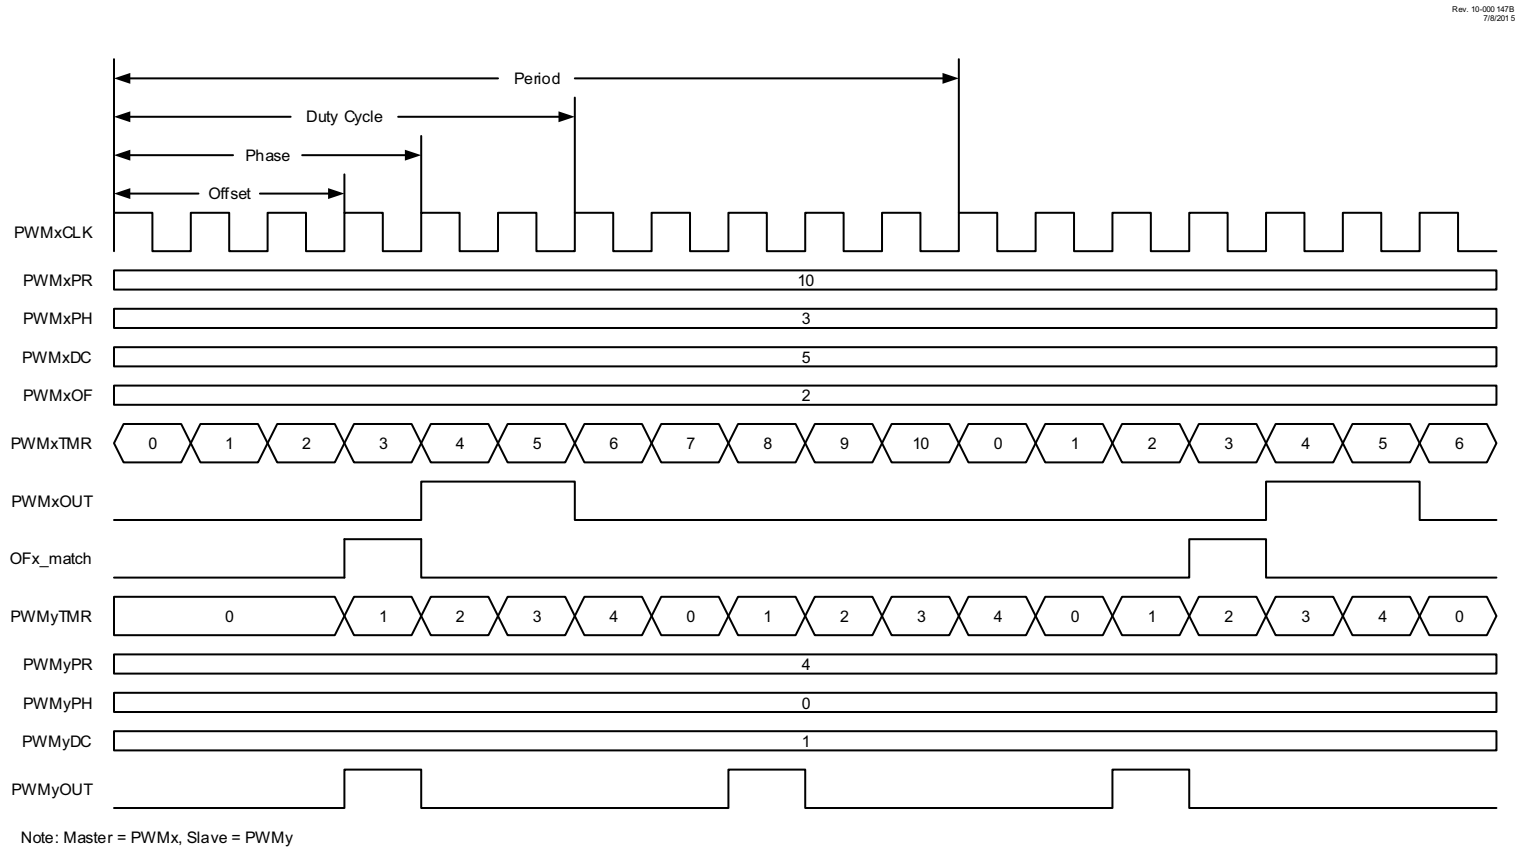 Rev. 10-000 147B
7/8/2015
Period
Duty Cycle
Phase
Offset
PWMxCLK
PWMxPR 10
PWMxPH 3
PWMxDC 5
PWMxOF 2
PWMxTMR 0 1 2 3 4 5 6 7 8 9 10 0 1 2 3 4 5 6
PWMxOUT
OFx_match
PWMyTMR 0 1 2 3 4 0 1 2 3 4 0 1 2 3 4 0
PWMyPR 4
PWMyPH 0
PWMyDC 1
PWMyOUT
Note: Master = PWMx, Slave = PWMy